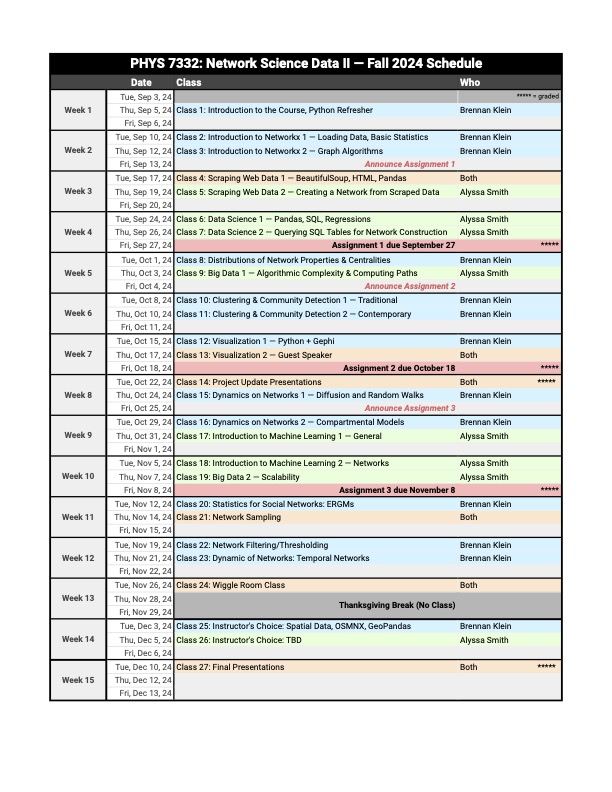 PHYS 7332: Network Science Data II — Fall 2024 Schedule
Date Class Who
Week 1
Tue, Sep 3, 24 ***** = graded
Thu, Sep 5, 24 Class 1: Introduction to the Course, Python Refresher Brennan Klein
Fri, Sep 6, 24
Week 2
Tue, Sep 10, 24 Class 2: Introduction to Networkx 1 — Loading Data, Basic Statistics Brennan Klein
Thu, Sep 12, 24 Class 3: Introduction to Networkx 2 — Graph Algorithms Brennan Klein
Fri, Sep 13, 24 Announce Assignment 1
Week 3
Tue, Sep 17, 24 Class 4: Scraping Web Data 1 — BeautifulSoup, HTML, Pandas Both
Thu, Sep 19, 24 Class 5: Scraping Web Data 2 — Creating a Network from Scraped Data Alyssa Smith
Fri, Sep 20, 24
Week 4
Tue, Sep 24, 24 Class 6: Data Science 1 — Pandas, SQL, Regressions Alyssa Smith
Thu, Sep 26, 24 Class 7: Data Science 2 — Querying SQL Tables for Network Construction Alyssa Smith
Fri, Sep 27, 24 Assignment 1 due September 27 *****
Week 5
Tue, Oct 1, 24 Class 8: Distributions of Network Properties & Centralities Brennan Klein
Thu, Oct 3, 24 Class 9: Big Data 1 — Algorithmic Complexity & Computing Paths Alyssa Smith
Fri, Oct 4, 24 Announce Assignment 2
Week 6
Tue, Oct 8, 24 Class 10: Clustering & Community Detection 1 — Traditional Brennan Klein
Thu, Oct 10, 24 Class 11: Clustering & Community Detection 2 — Contemporary Brennan Klein
Fri, Oct 11, 24
Week 7
Tue, Oct 15, 24 Class 12: Visualization 1 — Python + Gephi Brennan Klein
Thu, Oct 17, 24 Class 13: Visualization 2 — Guest Speaker Both
Fri, Oct 18, 24 Assignment 2 due October 18 *****
Week 8
Tue, Oct 22, 24 Class 14: Project Update Presentations Both *****
Thu, Oct 24, 24 Class 15: Dynamics on Networks 1 — Diffusion and Random Walks Brennan Klein
Fri, Oct 25, 24 Announce Assignment 3
Week 9
Tue, Oct 29, 24 Class 16: Dynamics on Networks 2 — Compartmental Models Brennan Klein
Thu, Oct 31, 24 Class 17: Introduction to Machine Learning 1 — General Alyssa Smith
Fri, Nov 1, 24
Week 10
Tue, Nov 5, 24 Class 18: Introduction to Machine Learning 2 — Networks Alyssa Smith
Thu, Nov 7, 24 Class 19: Big Data 2 — Scalability Alyssa Smith
Fri, Nov 8, 24 Assignment 3 due November 8 *****
Week 11
Tue, Nov 12, 24 Class 20: Statistics for Social Networks: ERGMs Brennan Klein
Thu, Nov 14, 24 Class 21: Network Sampling Both
Fri, Nov 15, 24
Week 12
Tue, Nov 19, 24 Class 22: Network Filtering/Thresholding Brennan Klein
Thu, Nov 21, 24 Class 23: Dynamic of Networks: Temporal Networks Brennan Klein
Fri, Nov 22, 24
Week 13
Tue, Nov 26, 24 Class 24: Wiggle Room Class Both
Thu, Nov 28, 24 Thanksgiving Break (No Class)
Fri, Nov 29, 24
Week 14
Tue, Dec 3, 24 Class 25: Instructor's Choice: Spatial Data, OSMNX, GeoPandas Brennan Klein
Thu, Dec 5, 24 Class 26: Instructor's Choice: TBD Alyssa Smith
Fri, Dec 6, 24
Week 15
Tue, Dec 10, 24 Class 27: Final Presentations Both *****
Thu, Dec 12, 24
Fri, Dec 13, 24